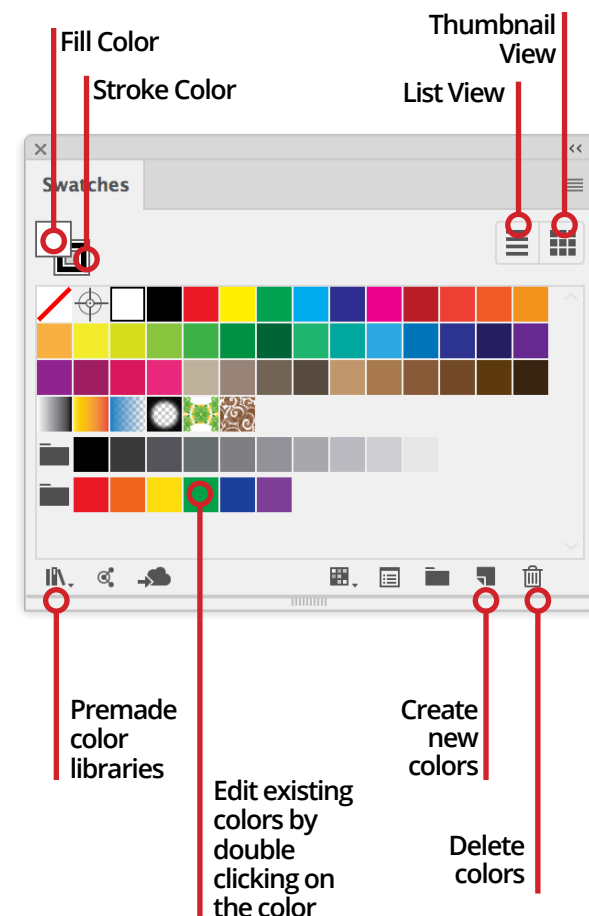 Fill Color
Thumbnail
View
Stroke Color
List View
Swatches
Premade
color
libraries
Create
new
colors
Edit existing
colors by
double
clicking on
the color
Delete
colors